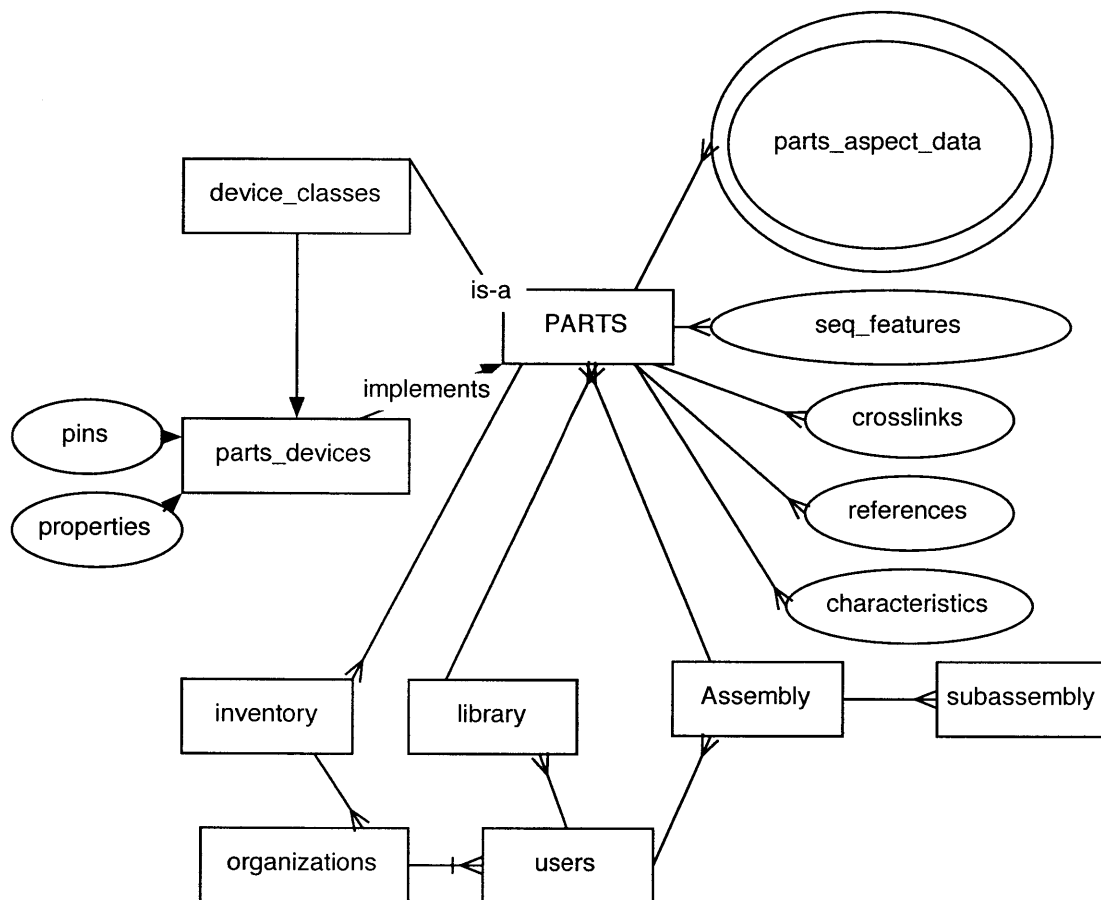 parts_aspect_data
device_classes
is-a
PARTS
seq_features
implements
crosslinks
pins
parts_devices
references
properties
characteristics
inventory
library
Assembly
subassembly
organizations
users